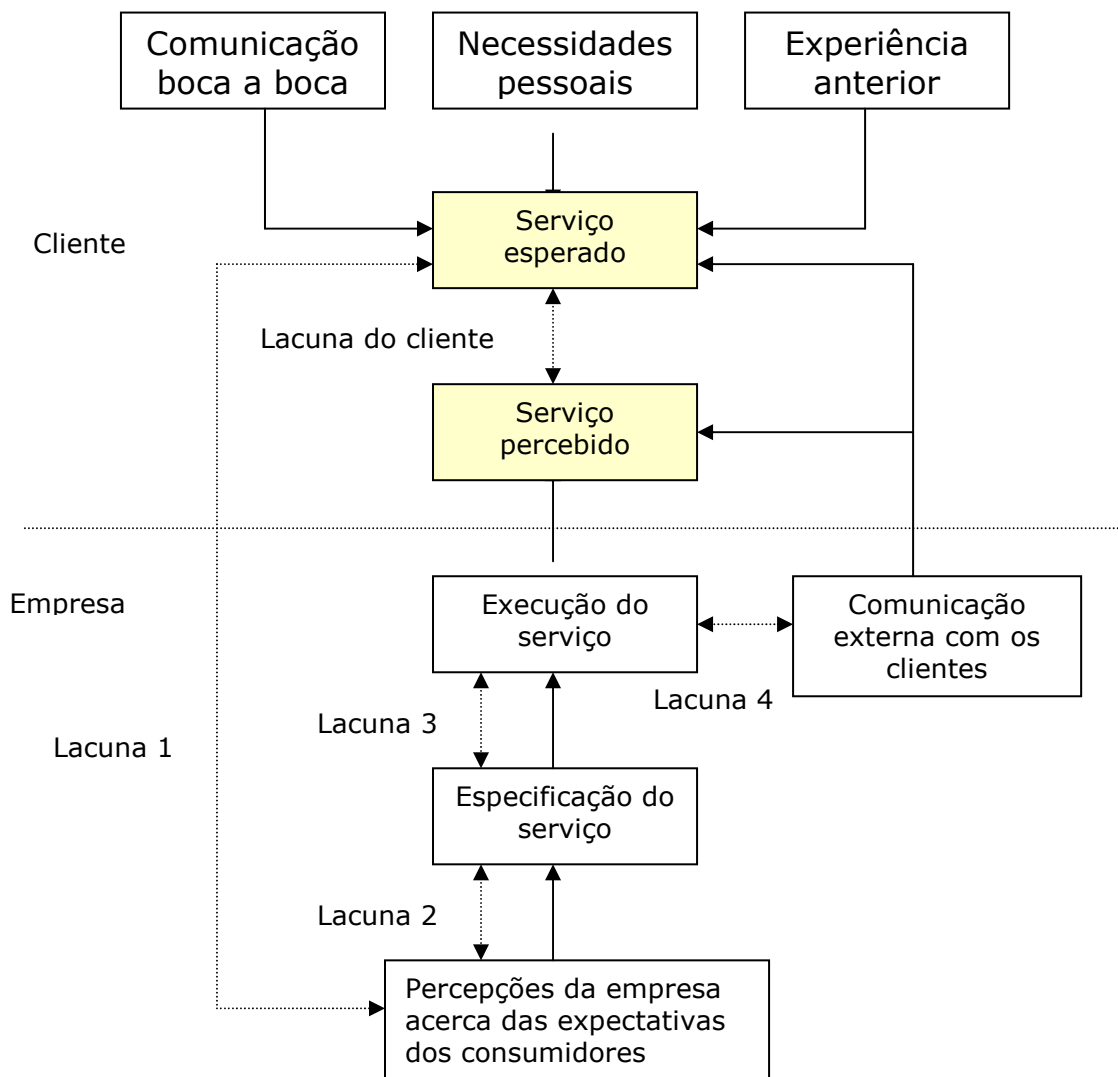 Comunicação
boca a boca
Necessidades
pessoais
Experiência
anterior
Serviço
esperado
Cliente
Lacuna do cliente
Serviço
percebido
Empresa
Execução do
serviço
Comunicação
externa com os
clientes
Lacuna 4
Lacuna 3
Lacuna 1
Especificação do
serviço
Lacuna 2
Percepções da empresa
acerca das expectativas
dos consumidores